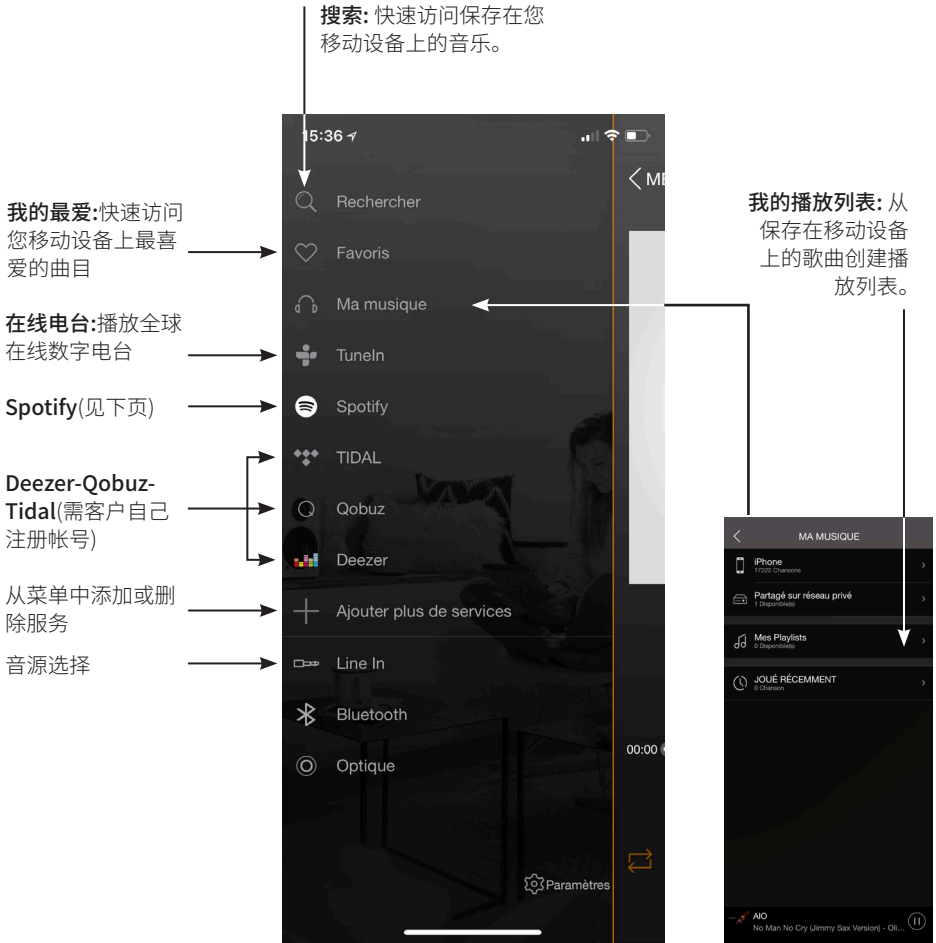 搜索: 快速访问保存在您
移动设备上的音乐。
我的最爱:快速访问
您移动设备上最喜
爱的曲目
在线电台:播放全球
在线数字电台
Spotify(见下页)
Deezer-Qobuz-
Tidal(需客户自己
注册帐号)
从菜单中添加或删
除服务
音源选择
15:36
Rechercher
Favoris
Ma musique
TuneIn
Spotify
TIDAL
Qobuz
Deezer
Ajouter plus de services
Line In
Bluetooth
Optique
Paramètres
00:00
我的播放列表: 从
保存在移动设备
上的歌曲创建播
放列表。
MA MUSIQUE
iPhone
17222 Chansons
Partagé sur réseau privé
1 Disponible(s)
Mes Playlists
0 Disponible(s)
JOUÉ RÉCEMMENT
0 Chanson
AIO
No Man No Cry (Jimmy Sax Version) - Oli...